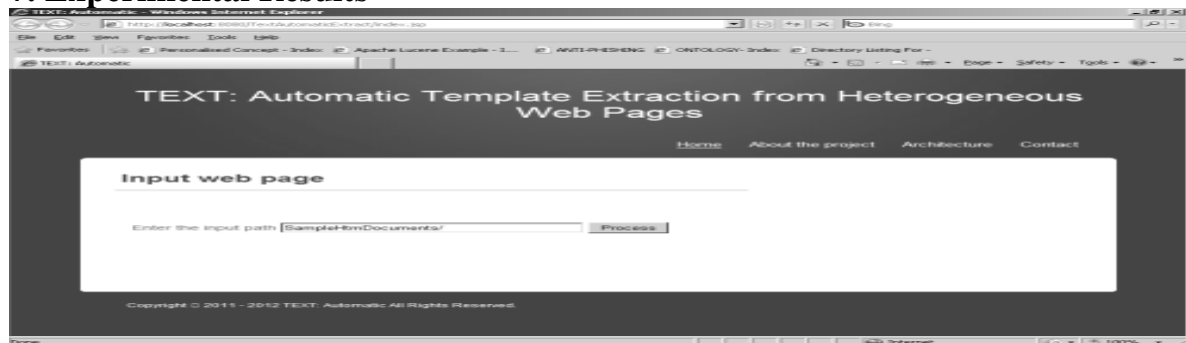 TEXT: Automatic - Windows Internet Explorer
http://localhost:8080/TextAutomaticExtract/index.jsp Bing
File Edit View Favorites Tools Help
Favorites Personalised Concept - Index Apache Lucene Example - 1... ANTI-PHISHING ONTOLOGY- Index Directory Listing For -
TEXT: Automatic Page Safety Tools
TEXT: Automatic Template Extraction from Heterogeneous
Web Pages
Home About the project Architecture Contact
Input web page
Enter the input path SampleHtmDocuments/ Process
Copyright © 2011 - 2012 TEXT: Automatic All Rights Reserved.
Done Internet 100%